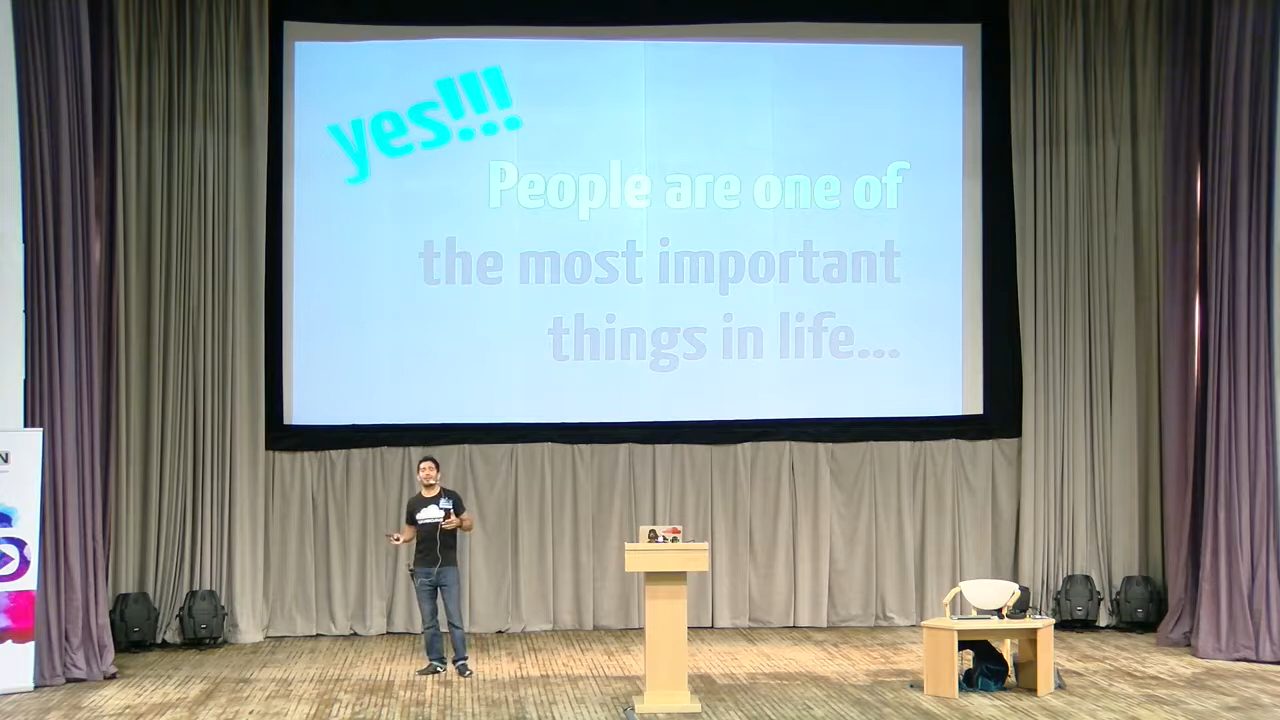 yes!!!
People are one of
the most important
things in life...
N